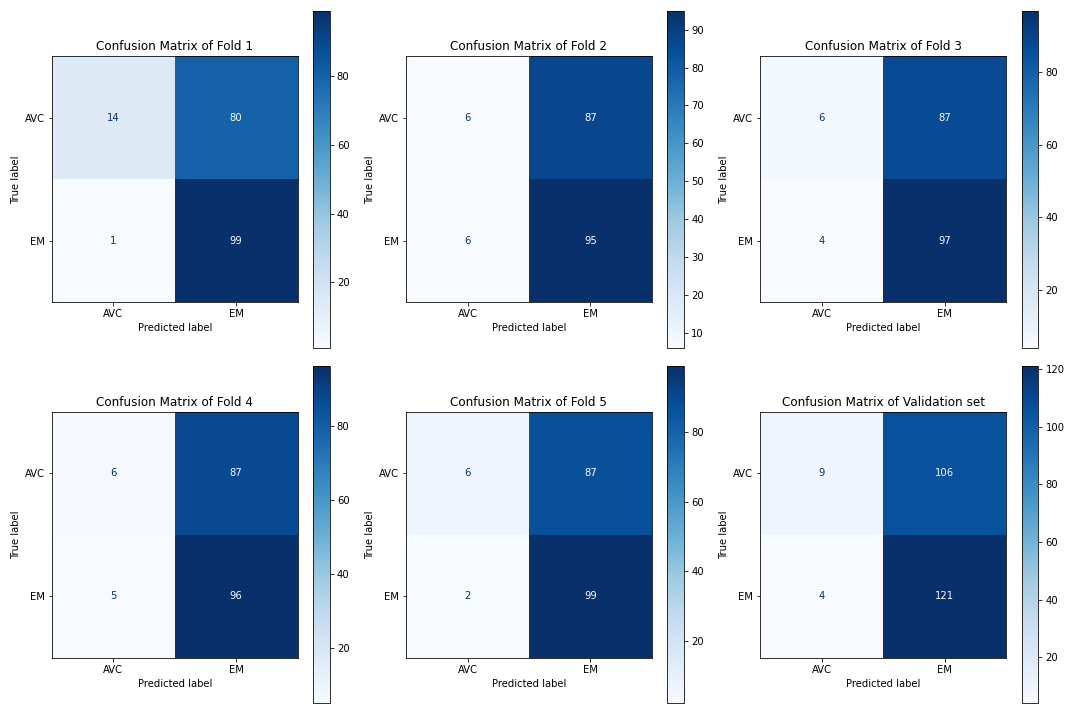 Confusion Matrix of Fold 1
AVC
EM
14
80
1
99
AVC
EM
Predicted label
True label
80
60
40
20
Confusion Matrix of Fold 2
AVC
EM
6
87
6
95
AVC
EM
Predicted label
True label
90
80
70
60
50
40
30
20
10
Confusion Matrix of Fold 3
AVC
EM
6
87
4
97
AVC
EM
Predicted label
True label
80
60
40
20
Confusion Matrix of Fold 4
AVC
EM
6
87
5
96
AVC
EM
Predicted label
True label
80
60
40
20
Confusion Matrix of Fold 5
AVC
EM
6
87
2
99
AVC
EM
Predicted label
True label
80
60
40
20
Confusion Matrix of Validation set
AVC
EM
9
106
4
121
AVC
EM
Predicted label
True label
120
100
80
60
40
20